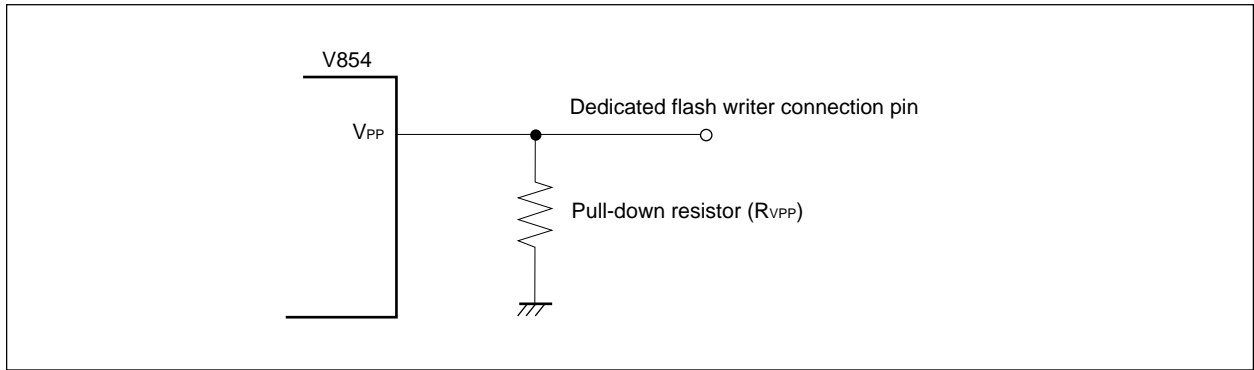 V854
Dedicated flash writer connection pin
VPP
Pull-down resistor (RVPP)